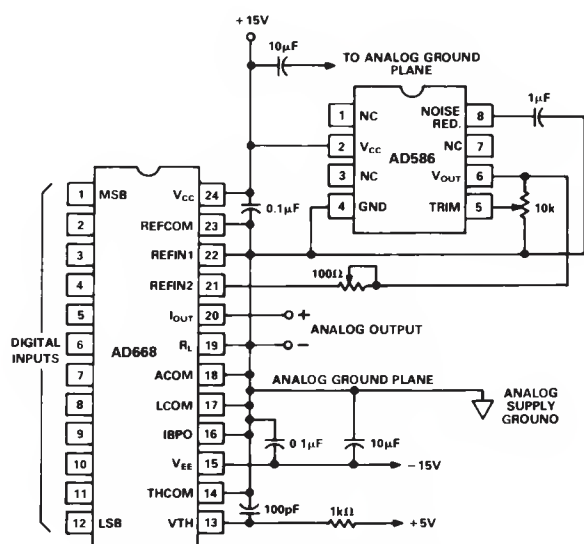 +15V
10µF
TO ANALOG GROUND
PLANE
1µF
1 NC
NOISE
RED. 8
AD586
2 VCC
NC 7
3 NC
VOUT 6
4 GND
TRIM 5
10k
DIGITAL
INPUTS
AD668
1 MSB
2
3
4
5
6
7
8
9
10
11
12 LSB
VCC 24
0.1µF
REFCOM 23
REFIN1 22
REFIN2 21
100Ω
IOUT 20
+
ANALOG OUTPUT
RL 19
−
ACOM 18
ANALOG GROUND PLANE
LCOM 17
ANALOG
SUPPLY
GROUNO
IBPO 16
0 1µF
10µF
VEE 15
−15V
THCOM 14
100pF
1kΩ
VTH 13
+5V